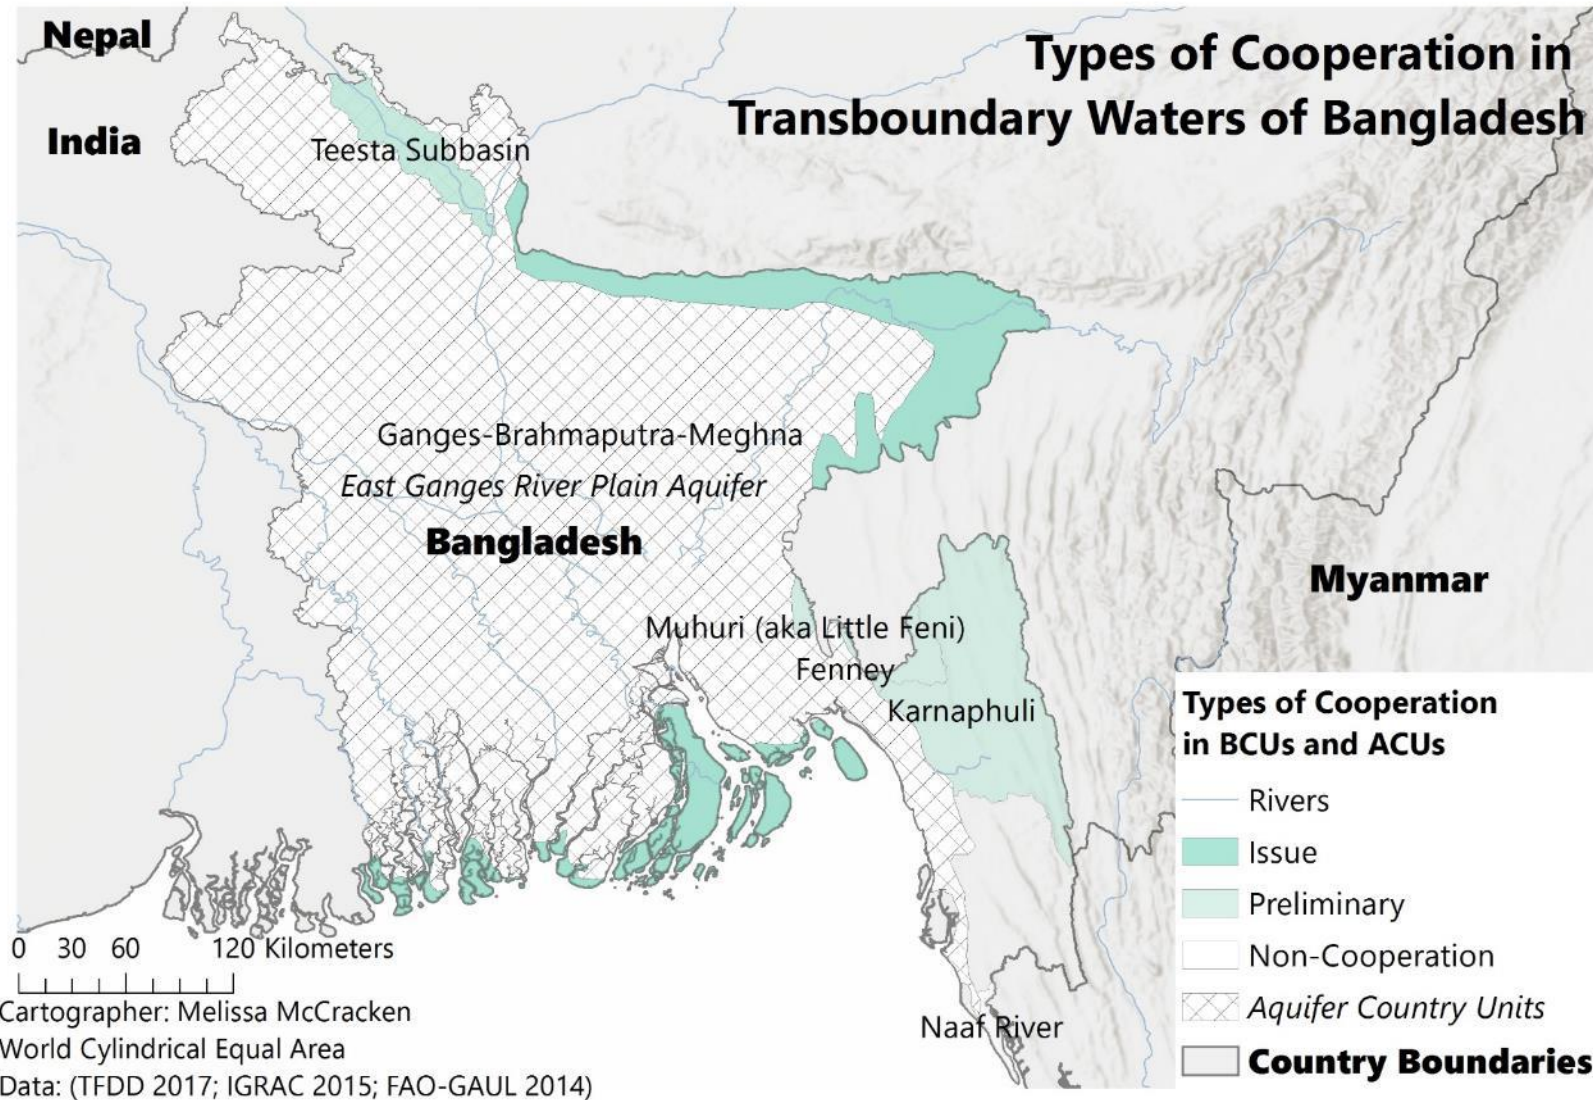 Nepal
Types of Cooperation in
Transboundary Waters of Bangladesh
India
Teesta Subbasin
Ganges-Brahmaputra-Meghna
East Ganges River Plain Aquifer
Bangladesh
Myanmar
Muhuri (aka Little Feni)
Fenney
Karnaphuli
Types of Cooperation
in BCUs and ACUs
Rivers
Issue
Preliminary
Non-Cooperation
Aquifer Country Units
Country Boundaries
Naaf River
0 30 60 120 Kilometers
Cartographer: Melissa McCracken
World Cylindrical Equal Area
Data: (TFDD 2017; IGRAC 2015; FAO-GAUL 2014)